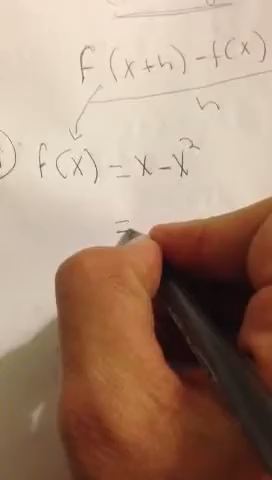 f(x+h)-f(x)
h
f(x) = x - x²
=